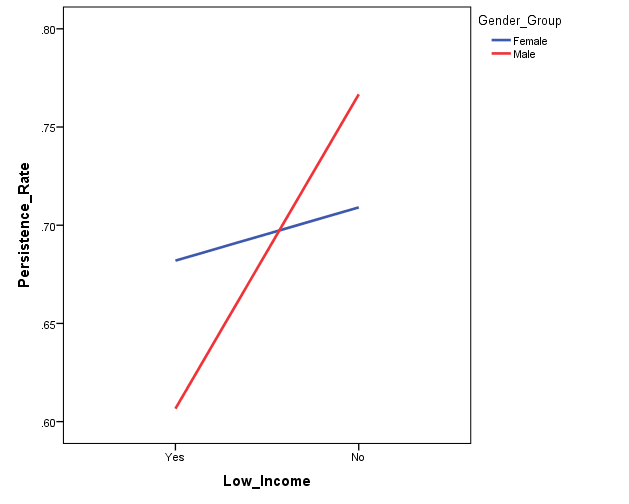 Gender_Group
Female
Male
.80
.75
.70
.65
.60
Persistence_Rate
Yes
No
Low_Income